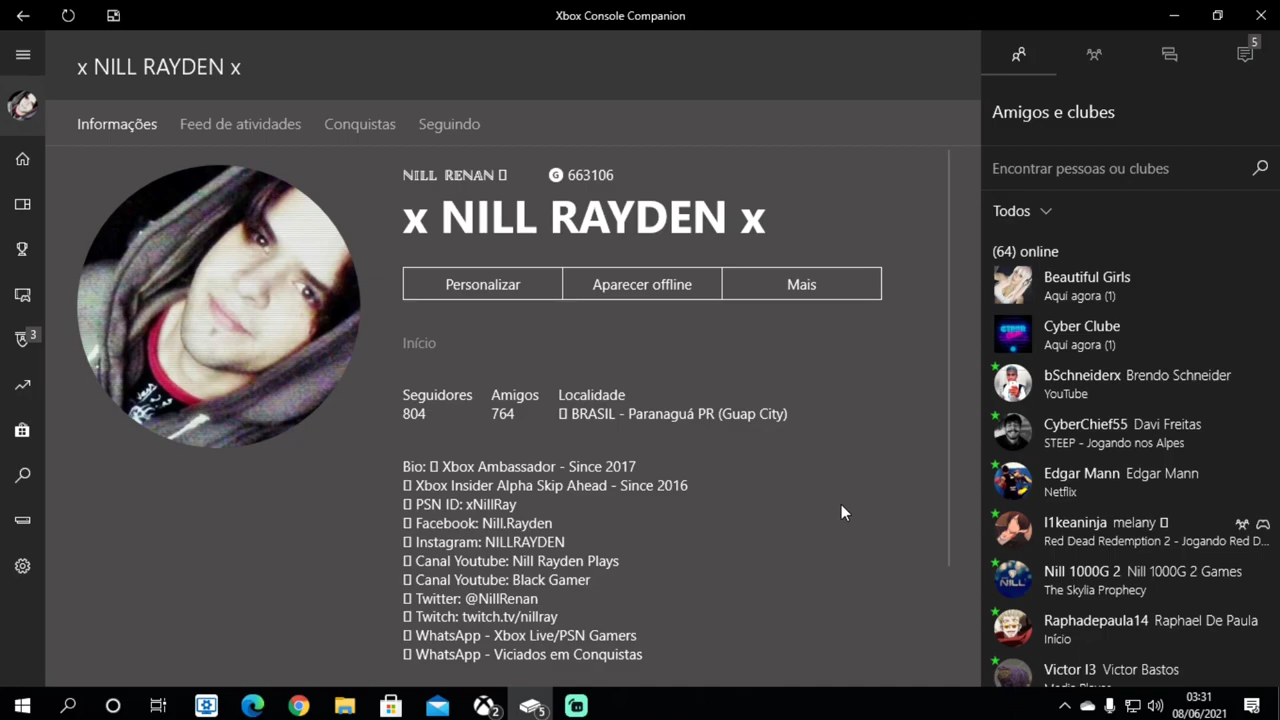 Xbox Console Companion
5
x NILL RAYDEN x
Amigos e clubes
Informações Feed de atividades Conquistas Seguindo
Encontrar pessoas ou clubes
NILL RENAN G 663106
x NILL RAYDEN x
Todos
(64) online
Personalizar Aparecer offline Mais
Beautiful Girls
Aqui agora (1)
CYBER CLUB
Cyber Clube
Aqui agora (1)
3
Início
Seguidores Amigos Localidade
804 764 BRASIL - Paranaguá PR (Guap City)
bSchneiderx Brendo Schneider
YouTube
CyberChief55 Davi Freitas
STEEP - Jogando nos Alpes
Bio: Xbox Ambassador - Since 2017
Xbox Insider Alpha Skip Ahead - Since 2016
PSN ID: xNillRay
Facebook: Nill.Rayden
Instagram: NILLRAYDEN
Canal Youtube: Nill Rayden Plays
Canal Youtube: Black Gamer
Twitter: @NillRenan
Twitch: twitch.tv/nillray
WhatsApp - Xbox Live/PSN Gamers
WhatsApp - Viciados em Conquistas
Edgar Mann Edgar Mann
Netflix
l1keaninja melany
Red Dead Redemption 2 - Jogando Red D...
NILL
Nill 1000G 2 Nill 1000G 2 Games
The Skylia Prophecy
Raphadepaula14 Raphael De Paula
Início
Victor I3 Victor Bastos
2
5
03:31
08/06/2021